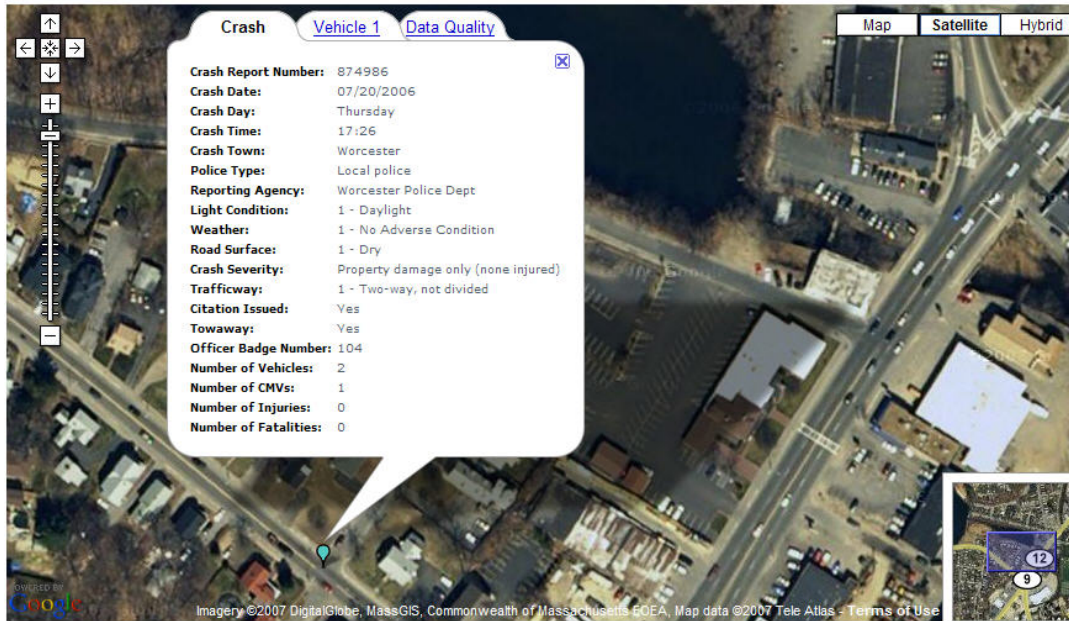 Crash Vehicle 1 Data Quality
Map Satellite Hybrid
Crash Report Number: 874986
Crash Date: 07/20/2006
Crash Day: Thursday
Crash Time: 17:26
Crash Town: Worcester
Police Type: Local police
Reporting Agency: Worcester Police Dept
Light Condition: 1 - Daylight
Weather: 1 - No Adverse Condition
Road Surface: 1 - Dry
Crash Severity: Property damage only (none injured)
Trafficway: 1 - Two-way, not divided
Citation Issued: Yes
Towaway: Yes
Officer Badge Number: 104
Number of Vehicles: 2
Number of CMVs: 1
Number of Injuries: 0
Number of Fatalities: 0
12
9
POWERED BY
Google
Imagery ©2007 DigitalGlobe, MassGIS, Commonwealth of Massachusetts EOEA, Map data ©2007 Tele Atlas - Terms of Use